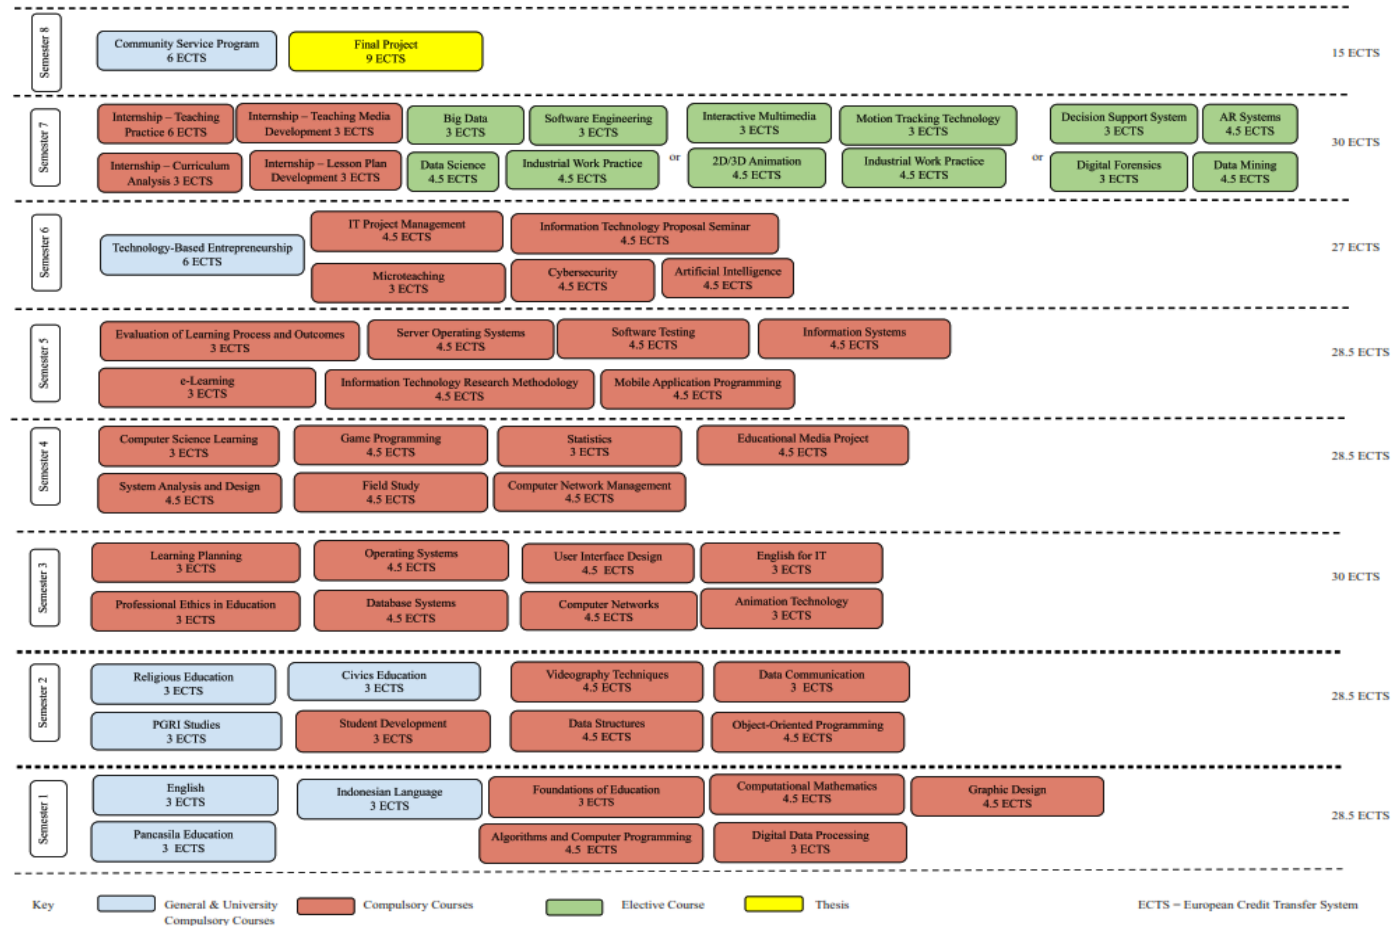 Semester 8
Community Service Program
6 ECTS
Final Project
9 ECTS
15 ECTS
Semester 7
Internship – Teaching
Practice 6 ECTS
Internship – Teaching Media
Development 3 ECTS
Big Data
3 ECTS
Software Engineering
3 ECTS
Interactive Multimedia
3 ECTS
Motion Tracking Technology
3 ECTS
Decision Support System
3 ECTS
AR Systems
4.5 ECTS
Internship – Curriculum
Analysis 3 ECTS
Internship – Lesson Plan
Development 3 ECTS
Data Science
4.5 ECTS
Industrial Work Practice
4.5 ECTS
or
2D/3D Animation
4.5 ECTS
Industrial Work Practice
4.5 ECTS
or
Digital Forensics
3 ECTS
Data Mining
4.5 ECTS
30 ECTS
Semester 6
Technology-Based Entrepreneurship
6 ECTS
IT Project Management
4.5 ECTS
Information Technology Proposal Seminar
4.5 ECTS
Microteaching
3 ECTS
Cybersecurity
4.5 ECTS
Artificial Intelligence
4.5 ECTS
27 ECTS
Semester 5
Evaluation of Learning Process and Outcomes
3 ECTS
Server Operating Systems
4.5 ECTS
Software Testing
4.5 ECTS
Information Systems
4.5 ECTS
e-Learning
3 ECTS
Information Technology Research Methodology
4.5 ECTS
Mobile Application Programming
4.5 ECTS
28.5 ECTS
Semester 4
Computer Science Learning
3 ECTS
Game Programming
4.5 ECTS
Statistics
3 ECTS
Educational Media Project
4.5 ECTS
System Analysis and Design
4.5 ECTS
Field Study
4.5 ECTS
Computer Network Management
4.5 ECTS
28.5 ECTS
Semester 3
Learning Planning
3 ECTS
Operating Systems
4.5 ECTS
User Interface Design
4.5 ECTS
English for IT
3 ECTS
Professional Ethics in Education
3 ECTS
Database Systems
4.5 ECTS
Computer Networks
4.5 ECTS
Animation Technology
3 ECTS
30 ECTS
Semester 2
Religious Education
3 ECTS
Civics Education
3 ECTS
Videography Techniques
4.5 ECTS
Data Communication
3 ECTS
PGRI Studies
3 ECTS
Student Development
3 ECTS
Data Structures
4.5 ECTS
Object-Oriented Programming
4.5 ECTS
28.5 ECTS
Semester 1
English
3 ECTS
Indonesian Language
3 ECTS
Foundations of Education
3 ECTS
Computational Mathematics
4.5 ECTS
Graphic Design
4.5 ECTS
Pancasila Education
3 ECTS
Algorithms and Computer Programming
4.5 ECTS
Digital Data Processing
3 ECTS
28.5 ECTS
Key
General & University
Compulsory Courses
Compulsory Courses
Elective Course
Thesis
ECTS = European Credit Transfer System